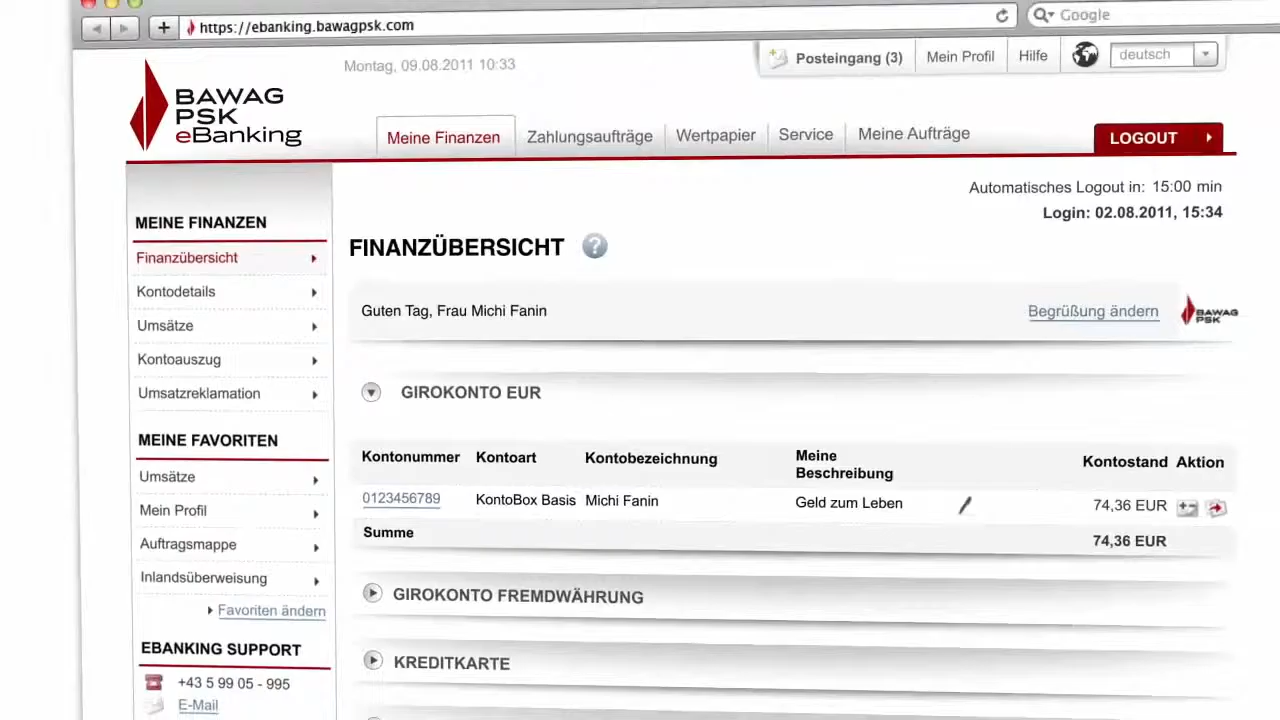 https://ebanking.bawagpsk.com
Google
Montag, 09.08.2011 10:33
Posteingang (3)
Mein Profil
Hilfe
deutsch
BAWAG
PSK
eBanking
Meine Finanzen
Zahlungsaufträge
Wertpapier
Service
Meine Aufträge
LOGOUT
Automatisches Logout in: 15:00 min
Login: 02.08.2011, 15:34
MEINE FINANZEN
Finanzübersicht
Kontodetails
Umsätze
Kontoauszug
Umsatzreklamation
MEINE FAVORITEN
Umsätze
Mein Profil
Auftragsmappe
Inlandsüberweisung
Favoriten ändern
EBANKING SUPPORT
+43 5 99 05 - 995
E-Mail
FINANZÜBERSICHT ?
Guten Tag, Frau Michi Fanin
Begrüßung ändern
BAWAG
PSK
GIROKONTO EUR
Kontonummer Kontoart Kontobezeichnung Meine Beschreibung Kontostand Aktion
0123456789 KontoBox Basis Michi Fanin Geld zum Leben 74,36 EUR
Summe 74,36 EUR
GIROKONTO FREMDWÄHRUNG
KREDITKARTE